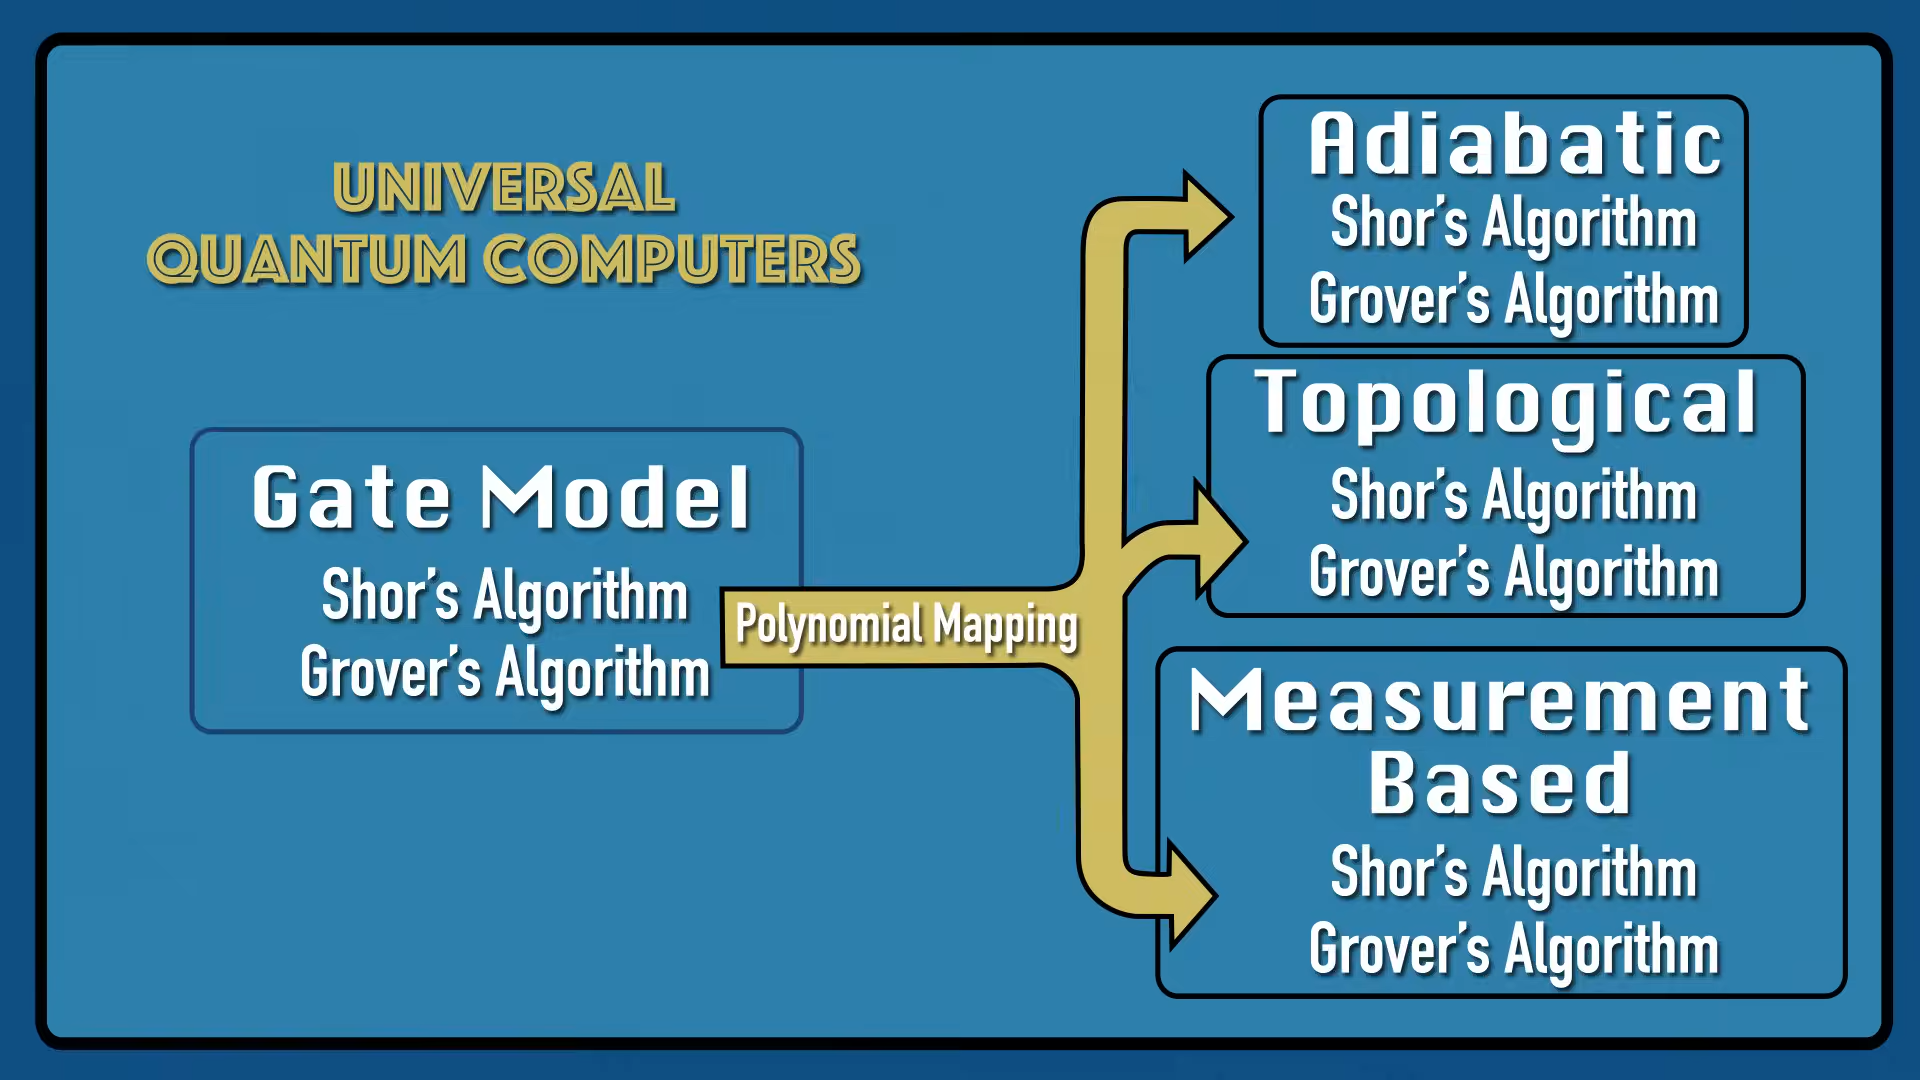 UNIVERSAL
QUANTUM COMPUTERS
Gate Model
Shor's Algorithm
Grover's Algorithm
Polynomial Mapping
Adiabatic
Shor's Algorithm
Grover's Algorithm
Topological
Shor's Algorithm
Grover's Algorithm
Measurement
Based
Shor's Algorithm
Grover's Algorithm